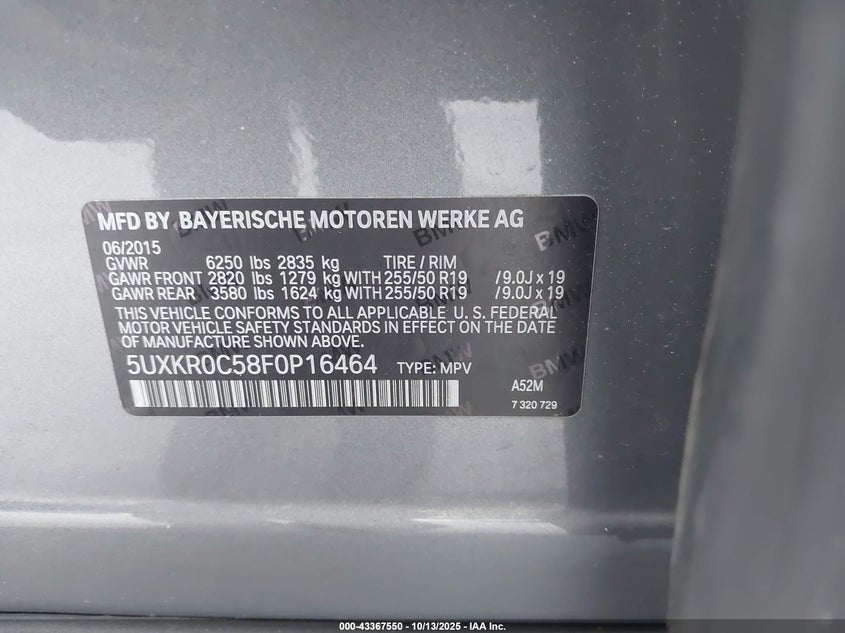 MFD BY BAYERISCHE MOTOREN WERKE AG
06/2015
GVWR 6250 lbs 2835 kg TIRE / RIM
GAWR FRONT 2820 lbs 1279 kg WITH 255/50 R19 / 9.0J x 19
GAWR REAR 3580 lbs 1624 kg WITH 255/50 R19 / 9.0J x 19
THIS VEHICLE CONFORMS TO ALL APPLICABLE U. S. FEDERAL
MOTOR VEHICLE SAFETY STANDARDS IN EFFECT ON THE DATE
OF MANUFACTURE SHOWN ABOVE.
5UXKR0C58F0P16464 TYPE: MPV
A52M
7 320 729
000-43367550 - 10/13/2025 - IAA Inc.